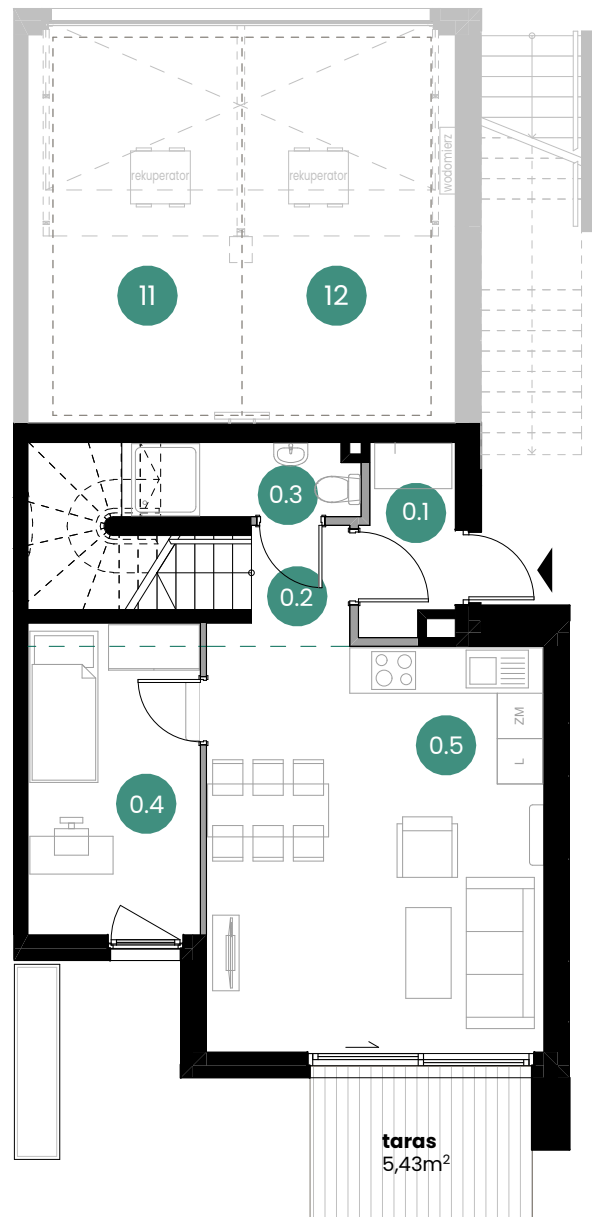 rekuperator
rekuperator
wodomierz
11
12
0.3
0.1
0.2
ZM
0.5
L
0.4
taras
5,43m²